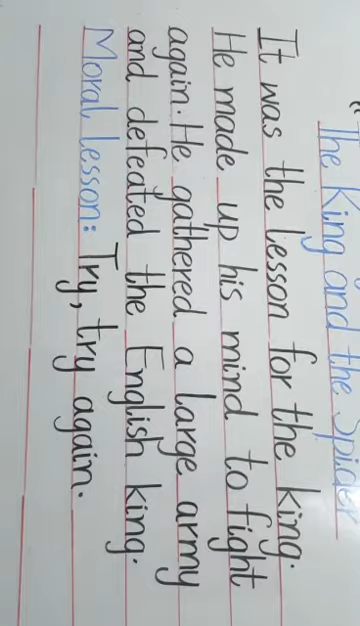 The King and the Spider
It was the lesson for the king.
He made up his mind to fight
again. He gathered a large army
and defeated the English king.
Moral Lesson: Try, try again.